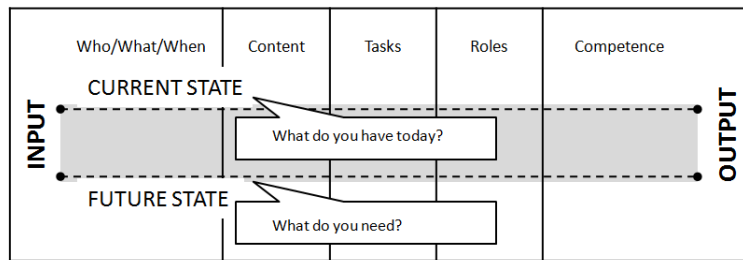 Who/What/When
Content
Tasks
Roles
Competence
CURRENT STATE
INPUT
What do you have today?
OUTPUT
FUTURE STATE
What do you need?